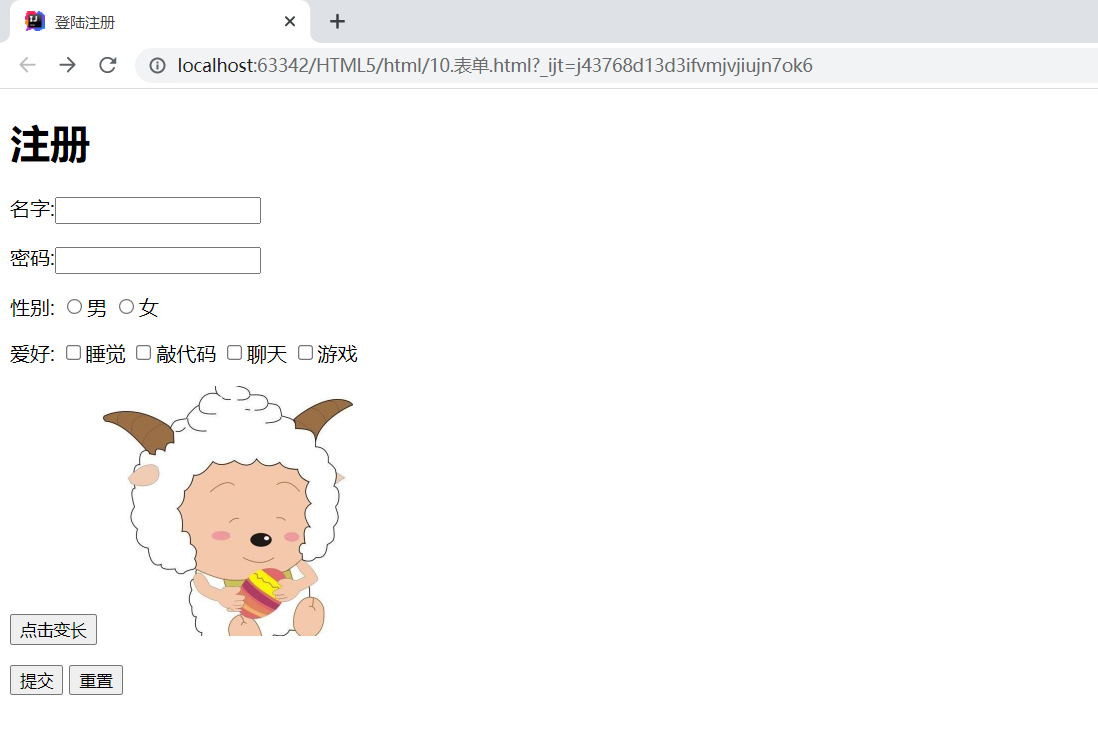 登陆注册
localhost:63342/HTML5/html/10.表单.html?_ijt=j43768d13d3ifvmjvjiujn7ok6
注册
名字:
密码:
性别: 男 女
爱好: 睡觉 敲代码 聊天 游戏
点击变长
提交 重置